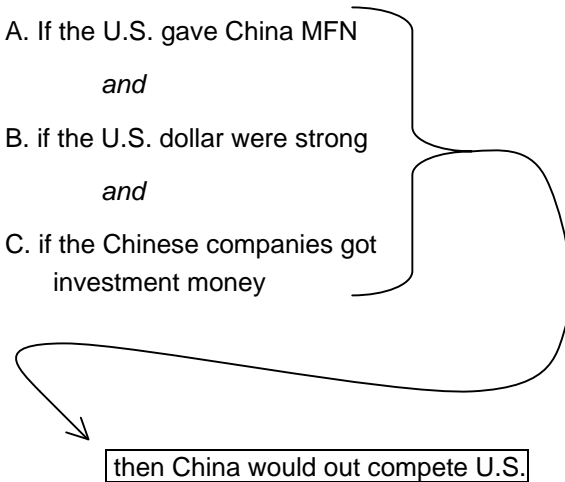 A. If the U.S. gave China MFN
and
B. if the U.S. dollar were strong
and
C. if the Chinese companies got
investment money
then China would out compete U.S.